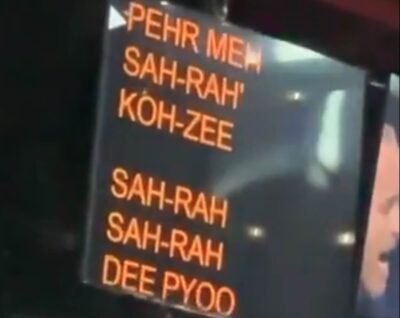 PEHR MEH
SAH-RAH'
KOH-ZEE
SAH-RAH
SAH-RAH
DEE PYOO